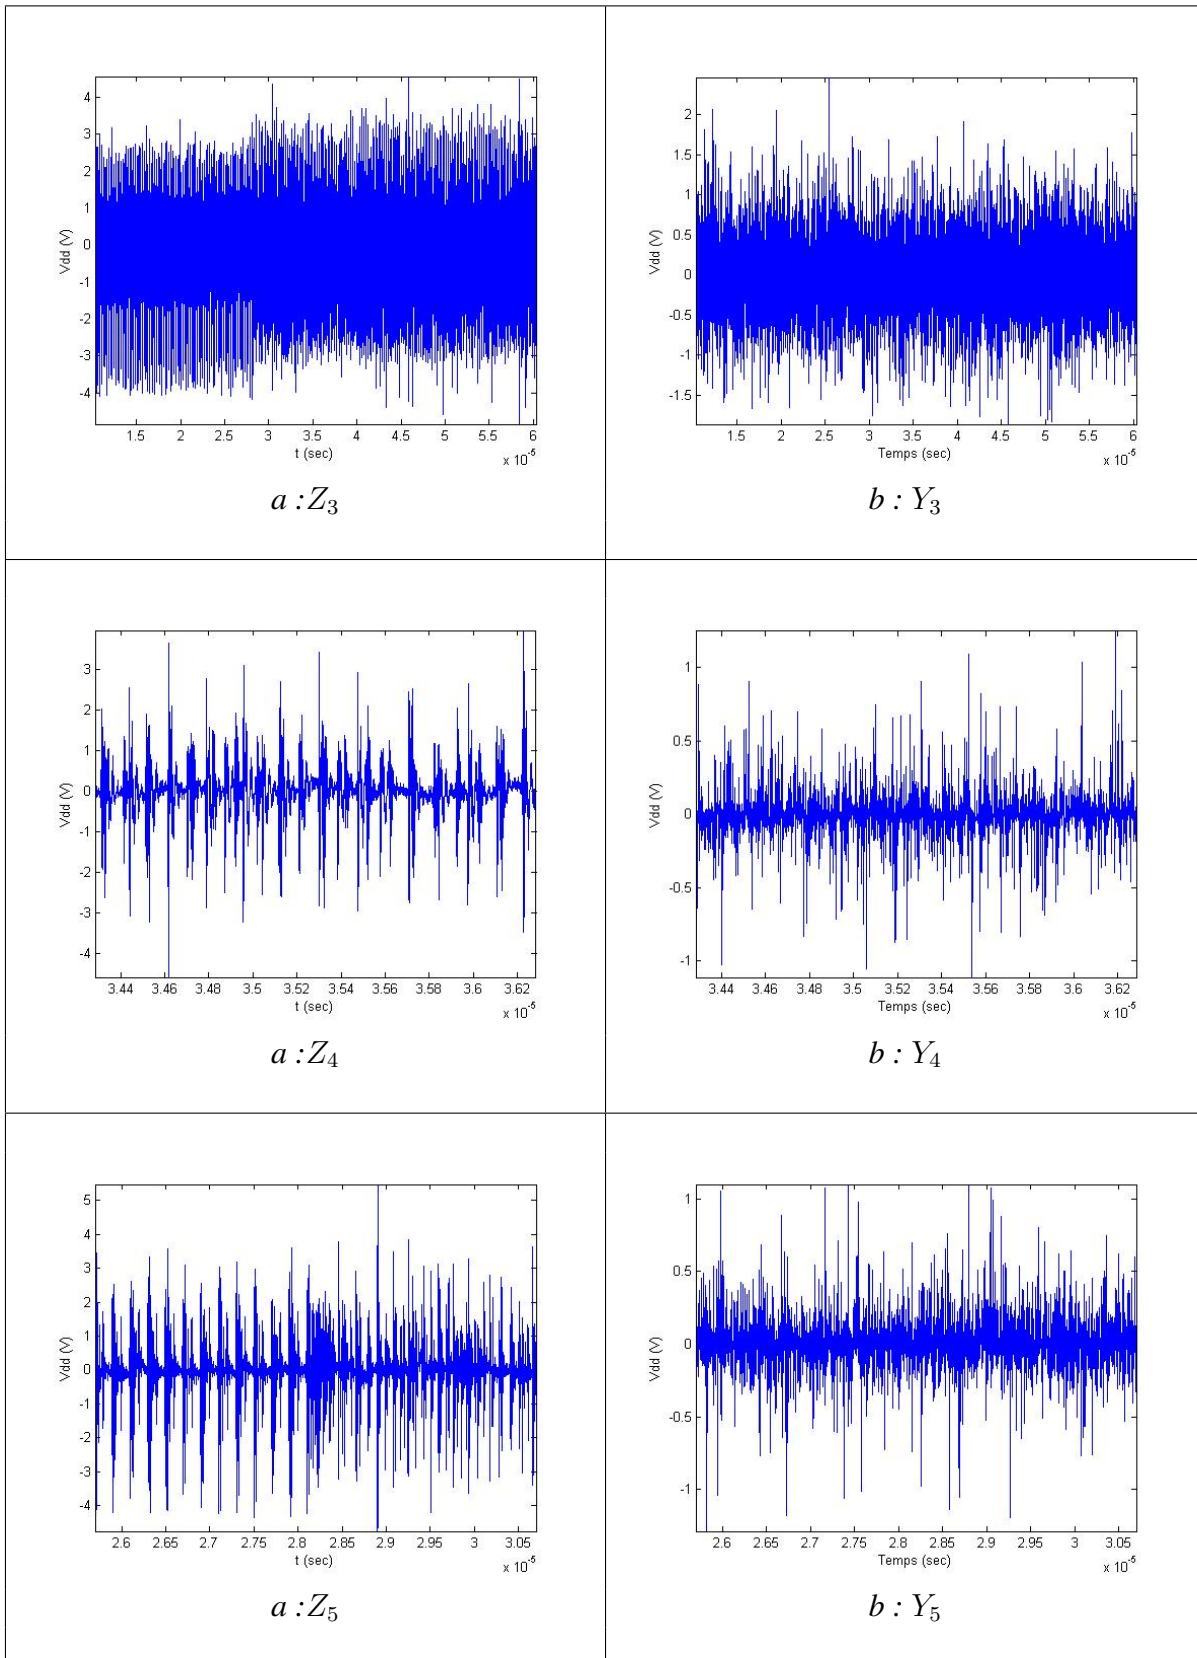 4
3
2
1
0
-1
-2
-3
-4
Vdd (V)
1.5 2 2.5 3 3.5 4 4.5 5 5.5 6
t (sec)
x 10^-5
a :Z₃
2
1.5
1
0.5
0
-0.5
-1
-1.5
Vdd (V)
1.5 2 2.5 3 3.5 4 4.5 5 5.5 6
Temps (sec)
x 10^-5
b : Y₃
3
2
1
0
-1
-2
-3
-4
Vdd (V)
3.44 3.46 3.48 3.5 3.52 3.54 3.56 3.58 3.6 3.62
t (sec)
x 10^-5
a :Z₄
1
0.5
0
-0.5
-1
Vdd (V)
3.44 3.46 3.48 3.5 3.52 3.54 3.56 3.58 3.6 3.62
Temps (sec)
x 10^-5
b : Y₄
5
4
3
2
1
0
-1
-2
-3
-4
Vdd (V)
2.6 2.65 2.7 2.75 2.8 2.85 2.9 2.95 3 3.05
t (sec)
x 10^-5
a :Z₅
1
0.5
0
-0.5
-1
Vdd (V)
2.6 2.65 2.7 2.75 2.8 2.85 2.9 2.95 3 3.05
Temps (sec)
x 10^-5
b : Y₅